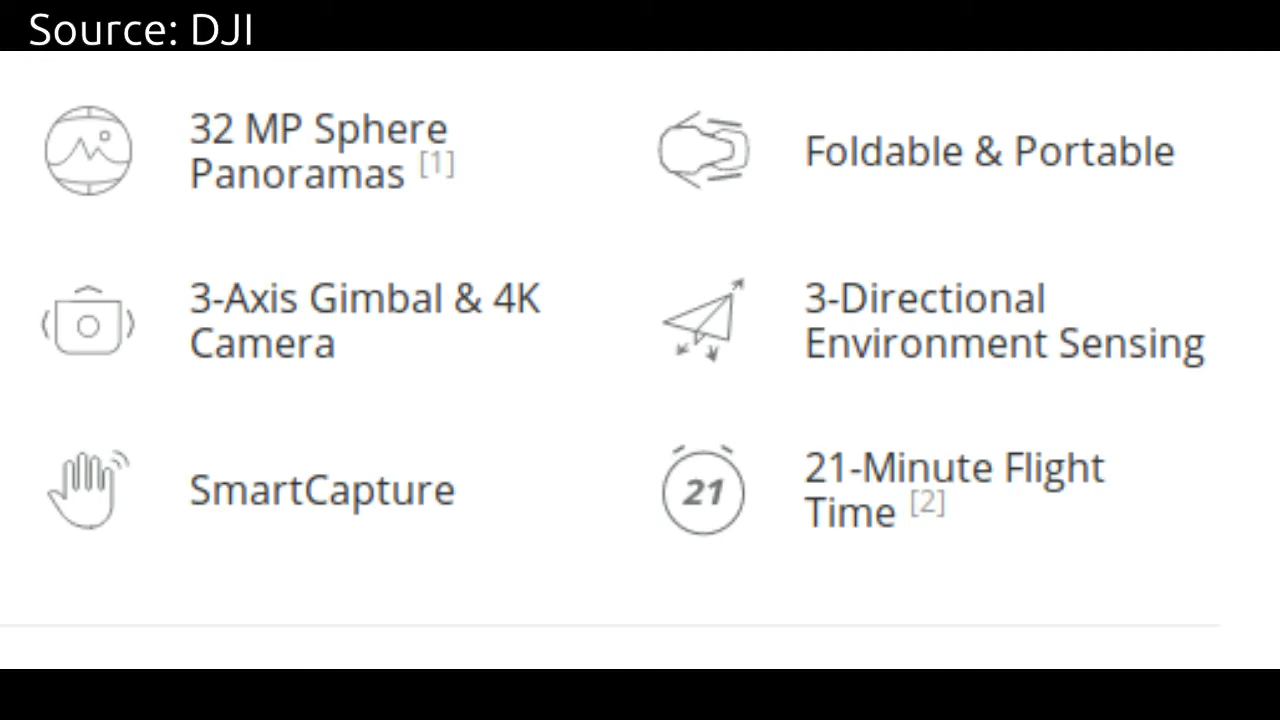 Source: DJI
32 MP Sphere
Panoramas [1]
Foldable & Portable
3-Axis Gimbal & 4K
Camera
3-Directional
Environment Sensing
SmartCapture
21
21-Minute Flight
Time [2]